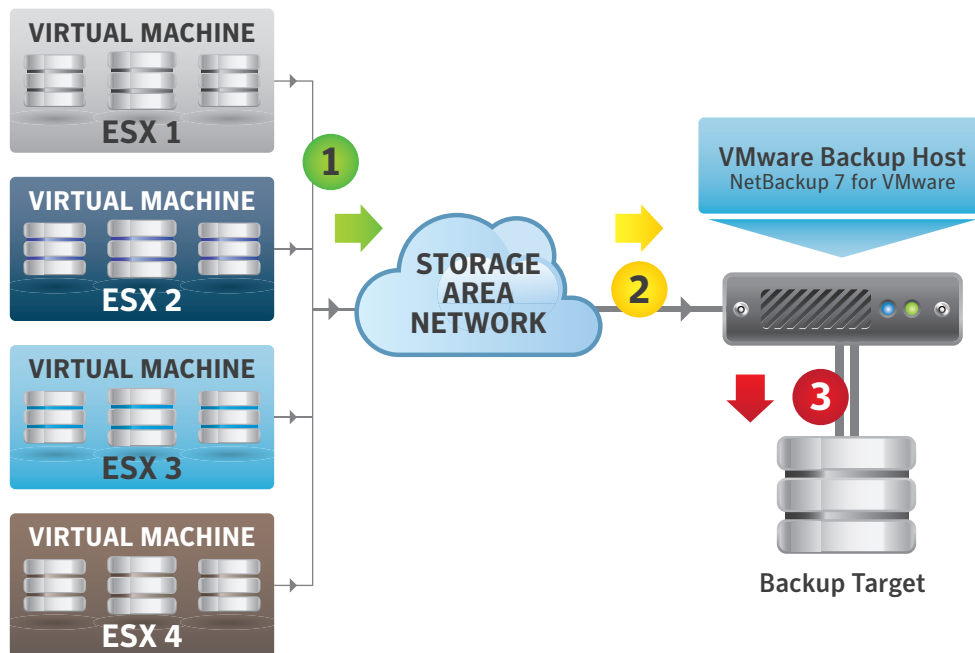 VIRTUAL MACHINE
ESX 1
VIRTUAL MACHINE
ESX 2
VIRTUAL MACHINE
ESX 3
VIRTUAL MACHINE
ESX 4
1
STORAGE
AREA
NETWORK
2
VMware Backup Host
NetBackup 7 for VMware
3
Backup Target